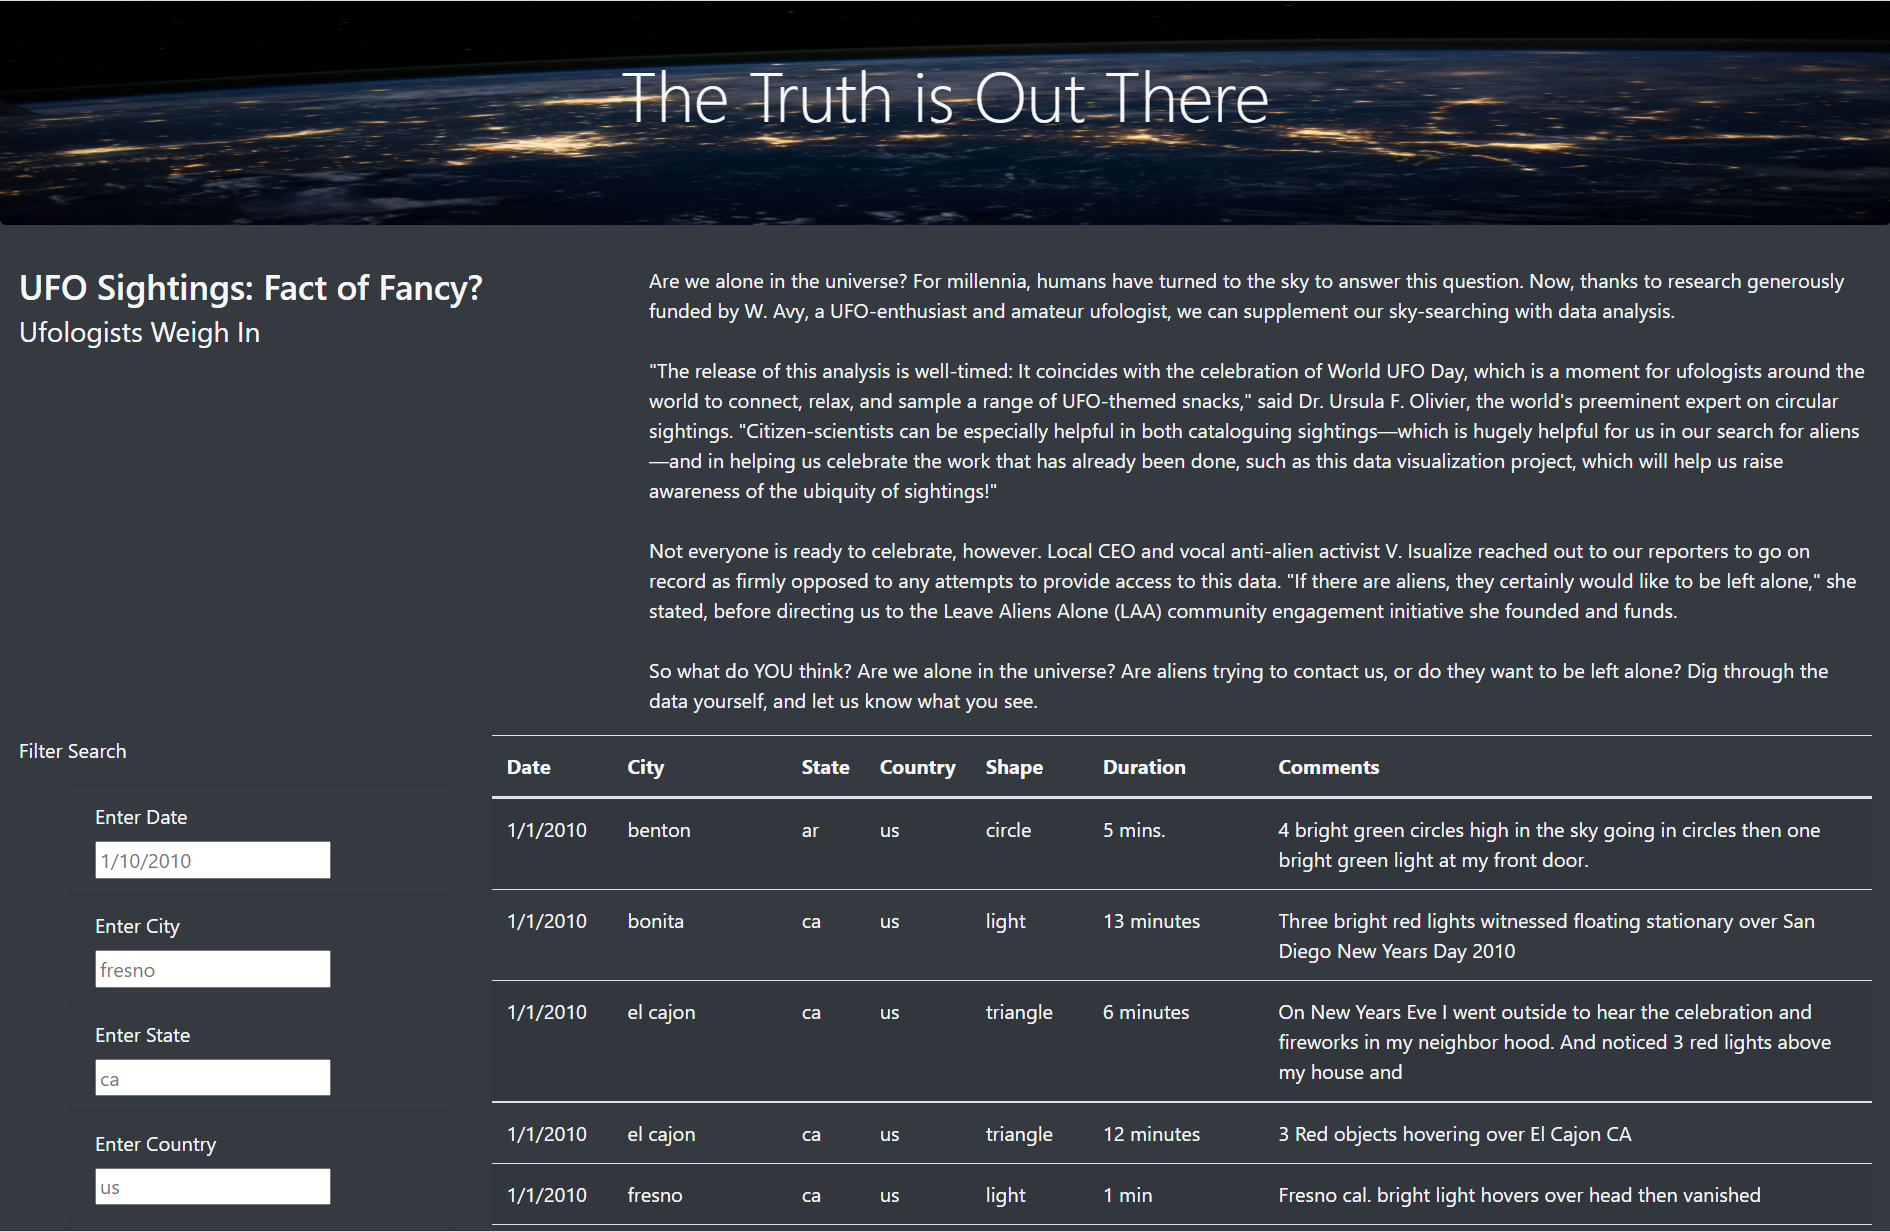 The Truth is Out There
UFO Sightings: Fact of Fancy?
Ufologists Weigh In
Are we alone in the universe? For millennia, humans have turned to the sky to answer this question. Now, thanks to research generously
funded by W. Avy, a UFO-enthusiast and amateur ufologist, we can supplement our sky-searching with data analysis.
"The release of this analysis is well-timed: It coincides with the celebration of World UFO Day, which is a moment for ufologists around the
world to connect, relax, and sample a range of UFO-themed snacks," said Dr. Ursula F. Olivier, the world's preeminent expert on circular
sightings. "Citizen-scientists can be especially helpful in both cataloguing sightings—which is hugely helpful for us in our search for aliens
—and in helping us celebrate the work that has already been done, such as this data visualization project, which will help us raise
awareness of the ubiquity of sightings!"
Not everyone is ready to celebrate, however. Local CEO and vocal anti-alien activist V. Isualize reached out to our reporters to go on
record as firmly opposed to any attempts to provide access to this data. "If there are aliens, they certainly would like to be left alone," she
stated, before directing us to the Leave Aliens Alone (LAA) community engagement initiative she founded and funds.
So what do YOU think? Are we alone in the universe? Are aliens trying to contact us, or do they want to be left alone? Dig through the
data yourself, and let us know what you see.
Filter Search
Enter Date
1/10/2010
Enter City
fresno
Enter State
ca
Enter Country
us
Date City State Country Shape Duration Comments
1/1/2010 benton ar us circle 5 mins. 4 bright green circles high in the sky going in circles then one
bright green light at my front door.
1/1/2010 bonita ca us light 13 minutes Three bright red lights witnessed floating stationary over San
Diego New Years Day 2010
1/1/2010 el cajon ca us triangle 6 minutes On New Years Eve I went outside to hear the celebration and
fireworks in my neighbor hood. And noticed 3 red lights above
my house and
1/1/2010 el cajon ca us triangle 12 minutes 3 Red objects hovering over El Cajon CA
1/1/2010 fresno ca us light 1 min Fresno cal. bright light hovers over head then vanished